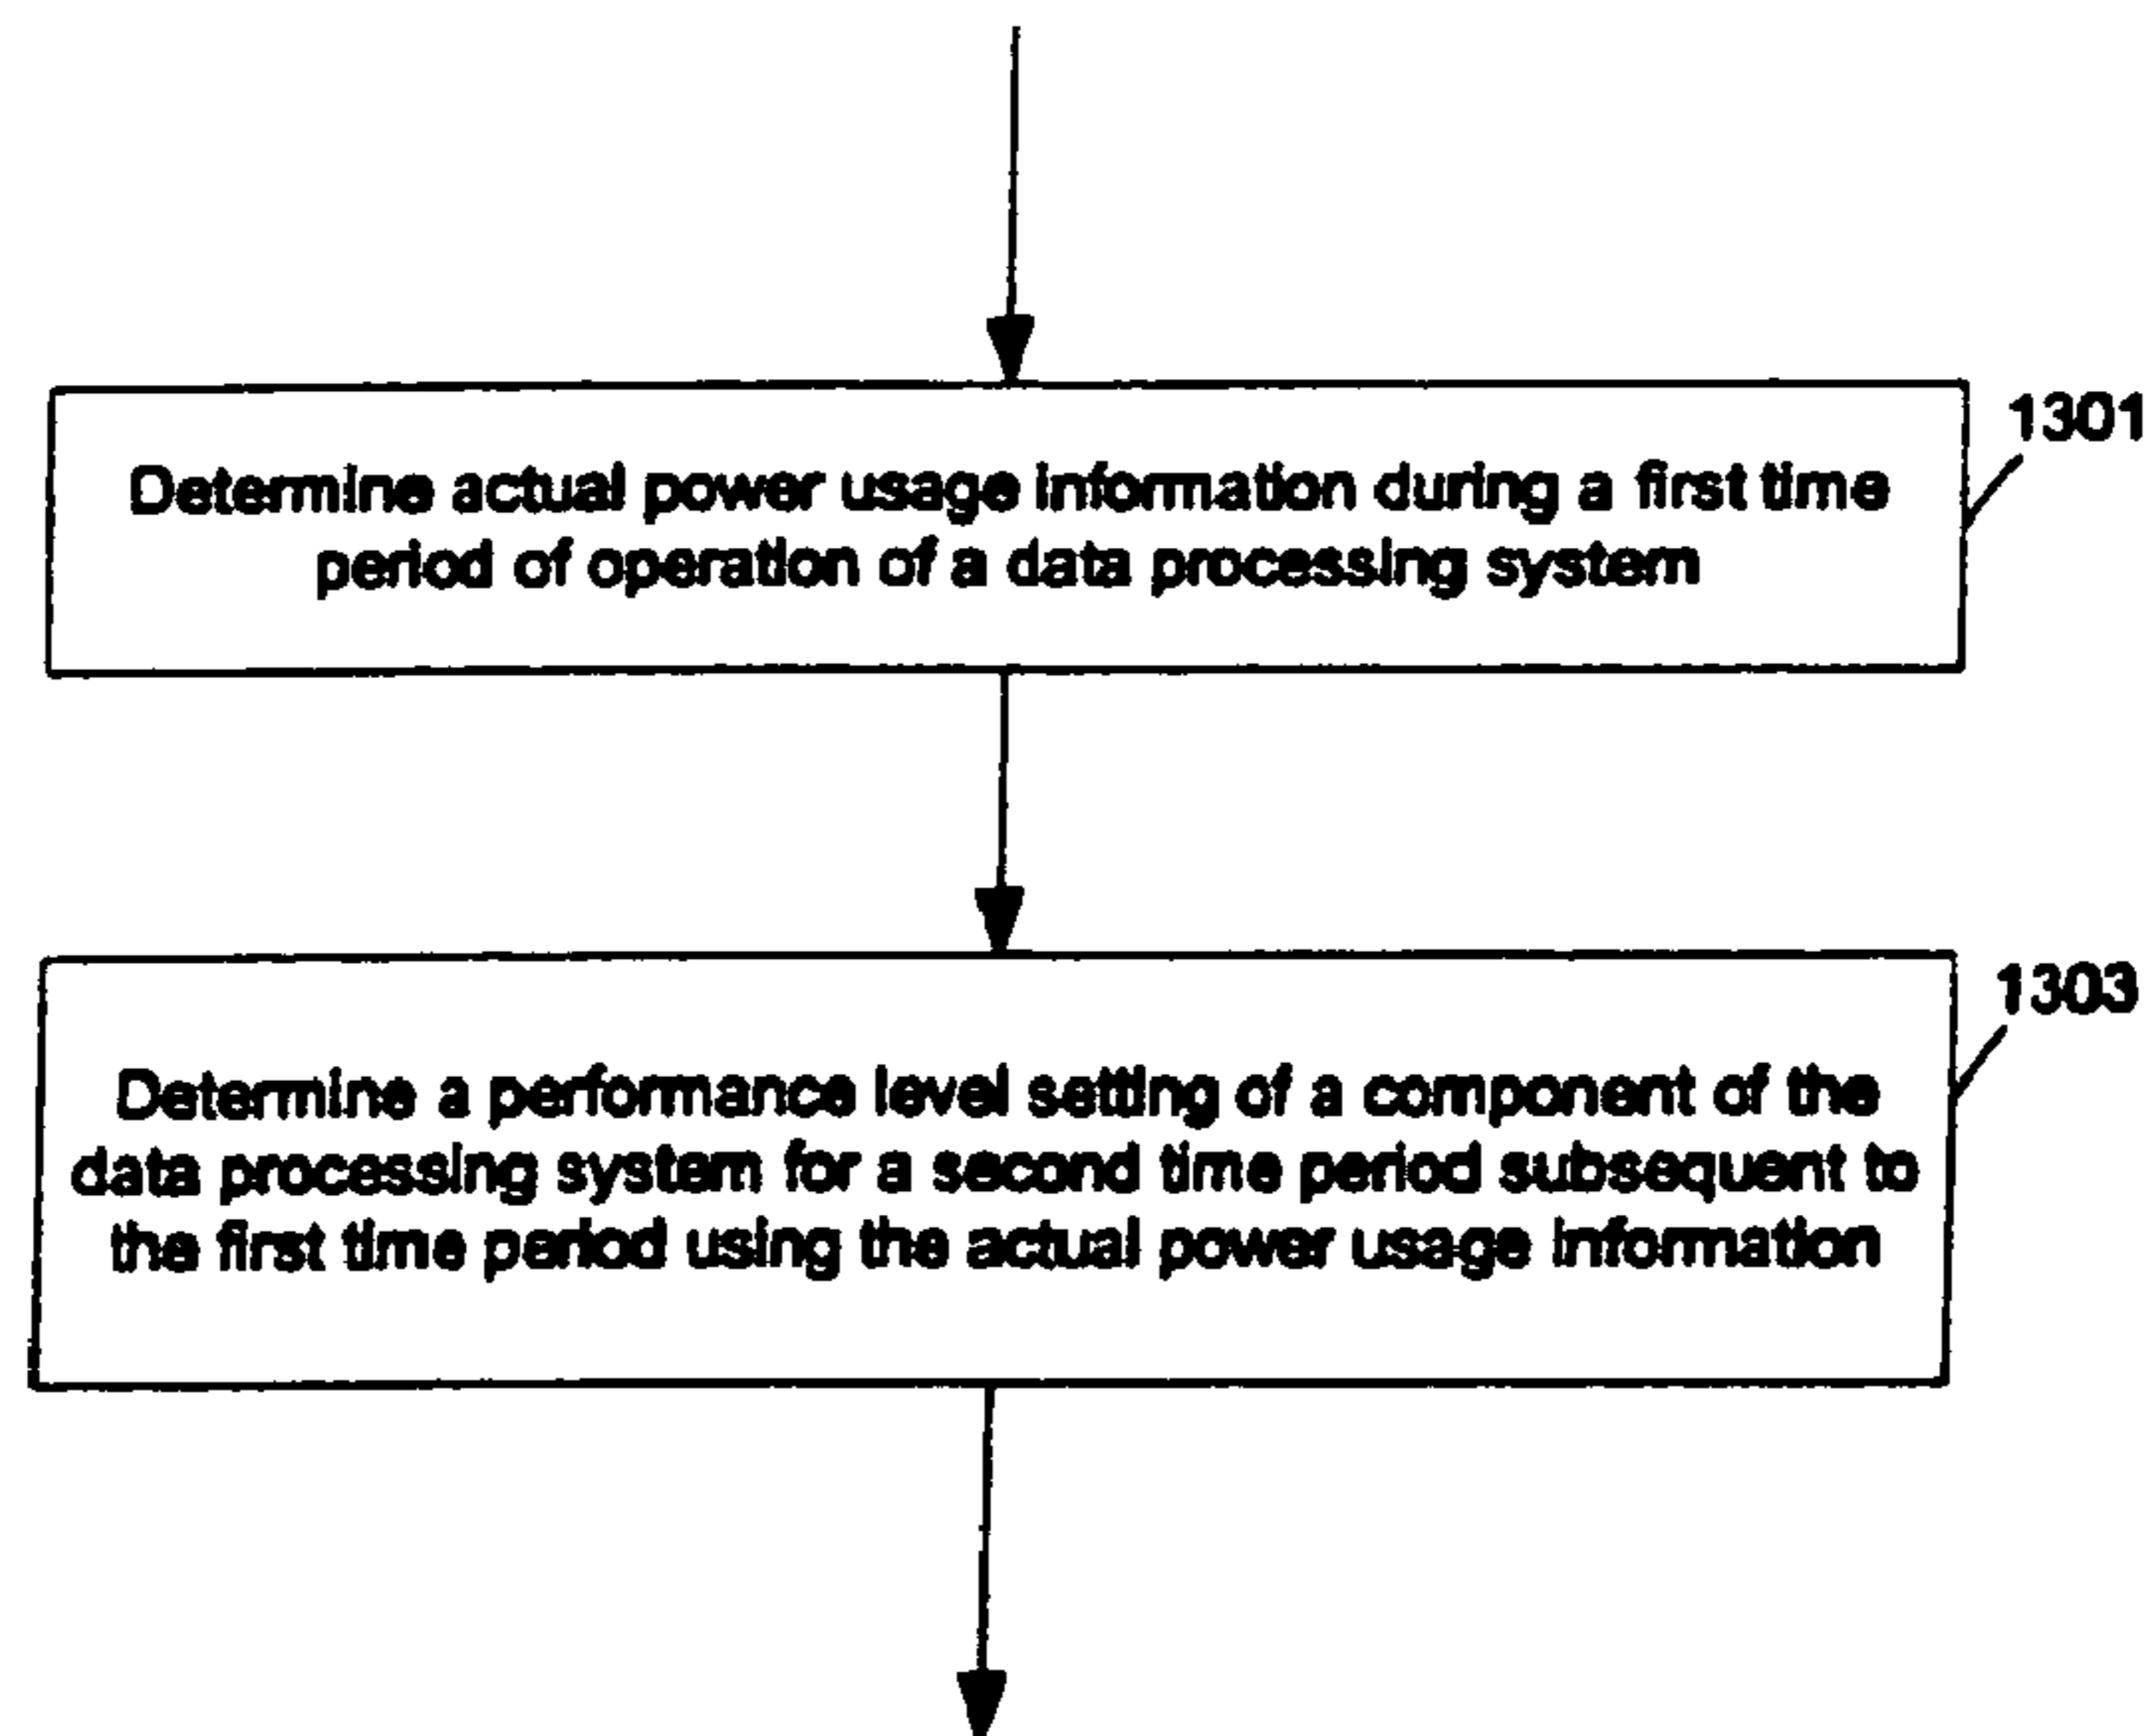 1301
Determine actual power usage information during a first time
period of operation of a data processing system
1303
Determine a performance level setting of a component of the
data processing system for a second time period subsequent to
the first time period using the actual power usage information